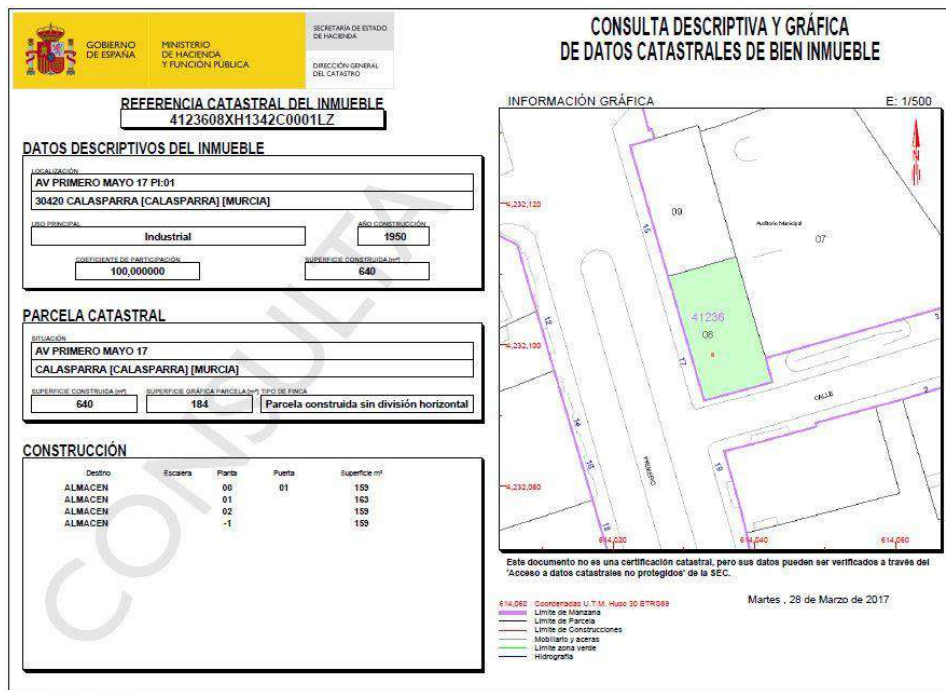 GOBIERNO
DE ESPAÑA
MINISTERIO
DE HACIENDA
Y FUNCIÓN PÚBLICA
SECRETARÍA DE ESTADO
DE HACIENDA
DIRECCIÓN GENERAL
DEL CATASTRO
CONSULTA DESCRIPTIVA Y GRÁFICA
DE DATOS CATASTRALES DE BIEN INMUEBLE
REFERENCIA CATASTRAL DEL INMUEBLE
4123608XH1342C0001LZ
DATOS DESCRIPTIVOS DEL INMUEBLE
LOCALIZACIÓN
AV PRIMERO MAYO 17 Pl:01
30420 CALASPARRA [CALASPARRA] [MURCIA]
USO PRINCIPAL
Industrial
AÑO CONSTRUCCIÓN
1950
COEFICIENTE DE PARTICIPACIÓN
100,000000
SUPERFICIE CONSTRUIDA [m²]
640
PARCELA CATASTRAL
SITUACIÓN
AV PRIMERO MAYO 17
CALASPARRA [CALASPARRA] [MURCIA]
SUPERFICIE CONSTRUIDA [m²]
640
SUPERFICIE GRÁFICA PARCELA [m²]
184
TIPO DE FINCA
Parcela construida sin división horizontal
CONSTRUCCIÓN
Destino Escalera Planta Puerta Superficie m²
ALMACEN 00 01 159
ALMACEN 01 163
ALMACEN 02 159
ALMACEN -1 159
CONSULTA
INFORMACIÓN GRÁFICA E: 1/500
4,232,120
09
Auditorio Municipal
07
15
12
41236
08
4,232,100
17
3
CALLE
2
14
16
PRIMERO
19
4,232,080
18
614,020 614,040 614,060
Este documento no es una certificación catastral, pero sus datos pueden ser verificados a través del
'Acceso a datos catastrales no protegidos' de la SEC.
614,060 Coordenadas U.T.M. Huso 30 ETRS89
Límite de Manzana
Límite de Parcela
Límite de Construcciones
Mobiliario y aceras
Límite zona verde
Hidrografía
Martes , 28 de Marzo de 2017